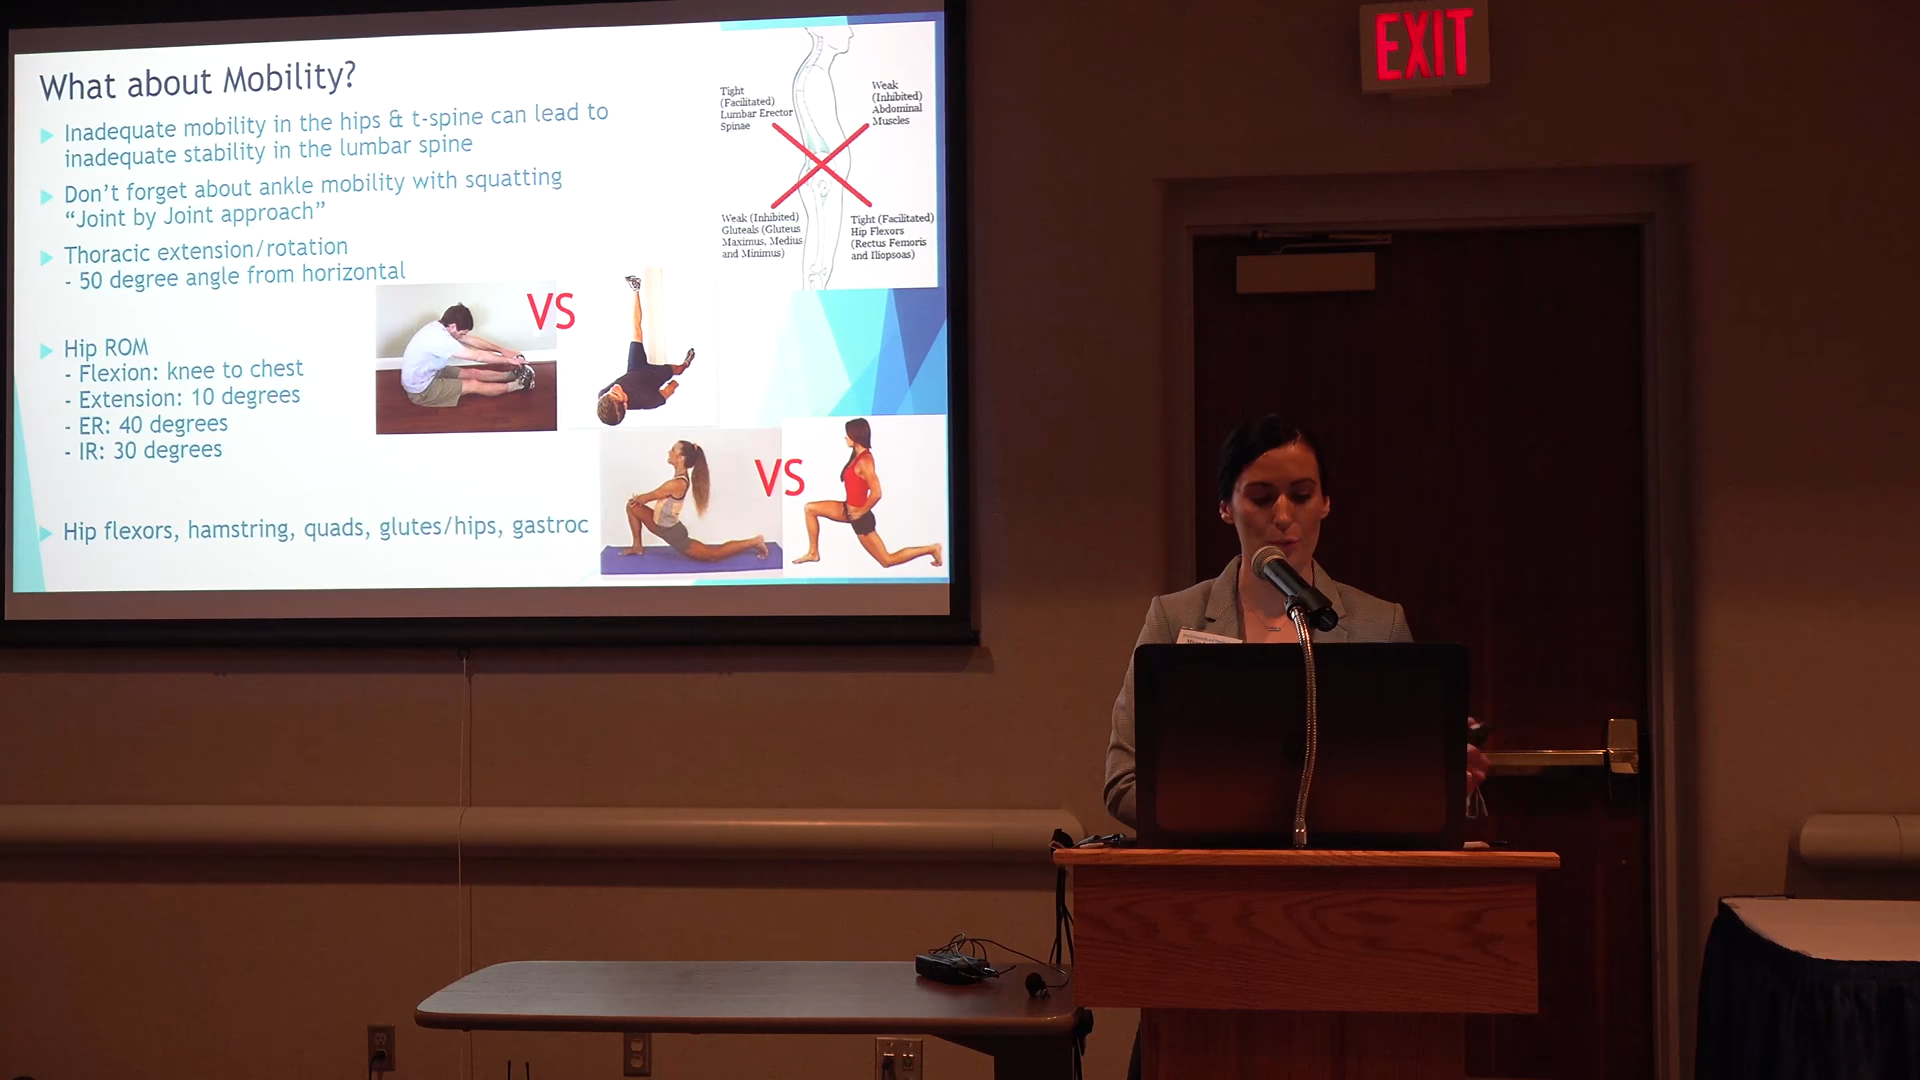 What about Mobility?
Inadequate mobility in the hips & t-spine can lead to
inadequate stability in the lumbar spine
Don't forget about ankle mobility with squatting
"Joint by Joint approach"
Thoracic extension/rotation
- 50 degree angle from horizontal
Hip ROM
- Flexion: knee to chest
- Extension: 10 degrees
- ER: 40 degrees
- IR: 30 degrees
Hip flexors, hamstring, quads, glutes/hips, gastroc
Tight
(Facilitated)
Lumbar Erector
Spinae
Weak
(Inhibited)
Abdominal
Muscles
Weak (Inhibited)
Gluteals (Gluteus
Maximus, Medius
and Minimus)
Tight (Facilitated)
Hip Flexors
(Rectus Femoris
and Iliopsoas)
VS
VS
EXIT